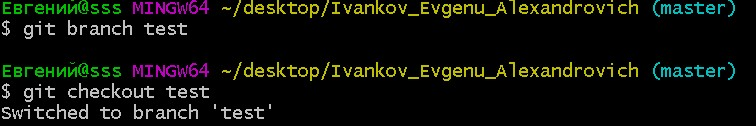 Евгений@sss MINGW64 ~/desktop/Ivankov_Evgenu_Alexandrovich (master)
$ git branch test
Евгений@sss MINGW64 ~/desktop/Ivankov_Evgenu_Alexandrovich (master)
$ git checkout test
Switched to branch 'test'